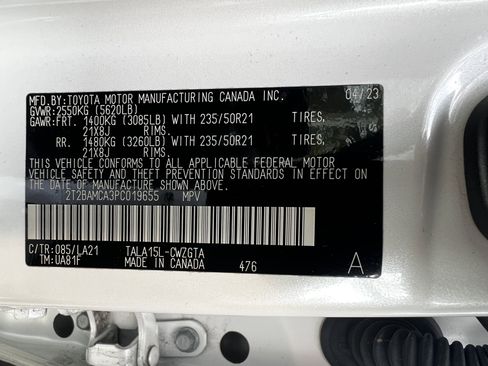 MFD.BY:TOYOTA MOTOR MANUFACTURING CANADA INC. 04/23
GVWR:2550KG (5620LB)
GAWR:FRT. 1400KG (3085LB) WITH 235/50R21 TIRES,
21X8J RIMS.
RR. 1480KG (3260LB) WITH 235/50R21 TIRES,
21X8J RIMS.
THIS VEHICLE CONFORMS TO ALL APPLICABLE FEDERAL MOTOR
VEHICLE SAFETY AND THEFT PREVENTION STANDARDS IN EFFECT
ON THE DATE OF MANUFACTURE SHOWN ABOVE.
2T2BAMCA3PC019655 MPV
C/TR:085/LA21 TALA15L-CWZGTA
TM:UA81F MADE IN CANADA 476 A